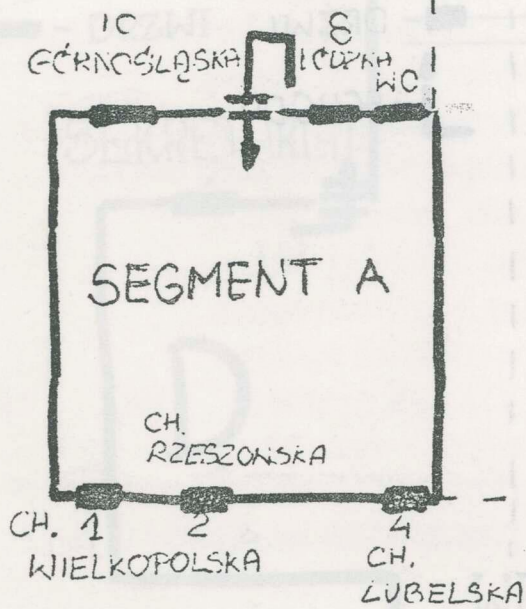 10 8
GÓRNOŚLĄSKA ŁÓDZKA
WC
SEGMENT A
CH.
RZESZOWSKA
CH. 1 2 4
WIELKOPOLSKA CH.
LUBELSKA